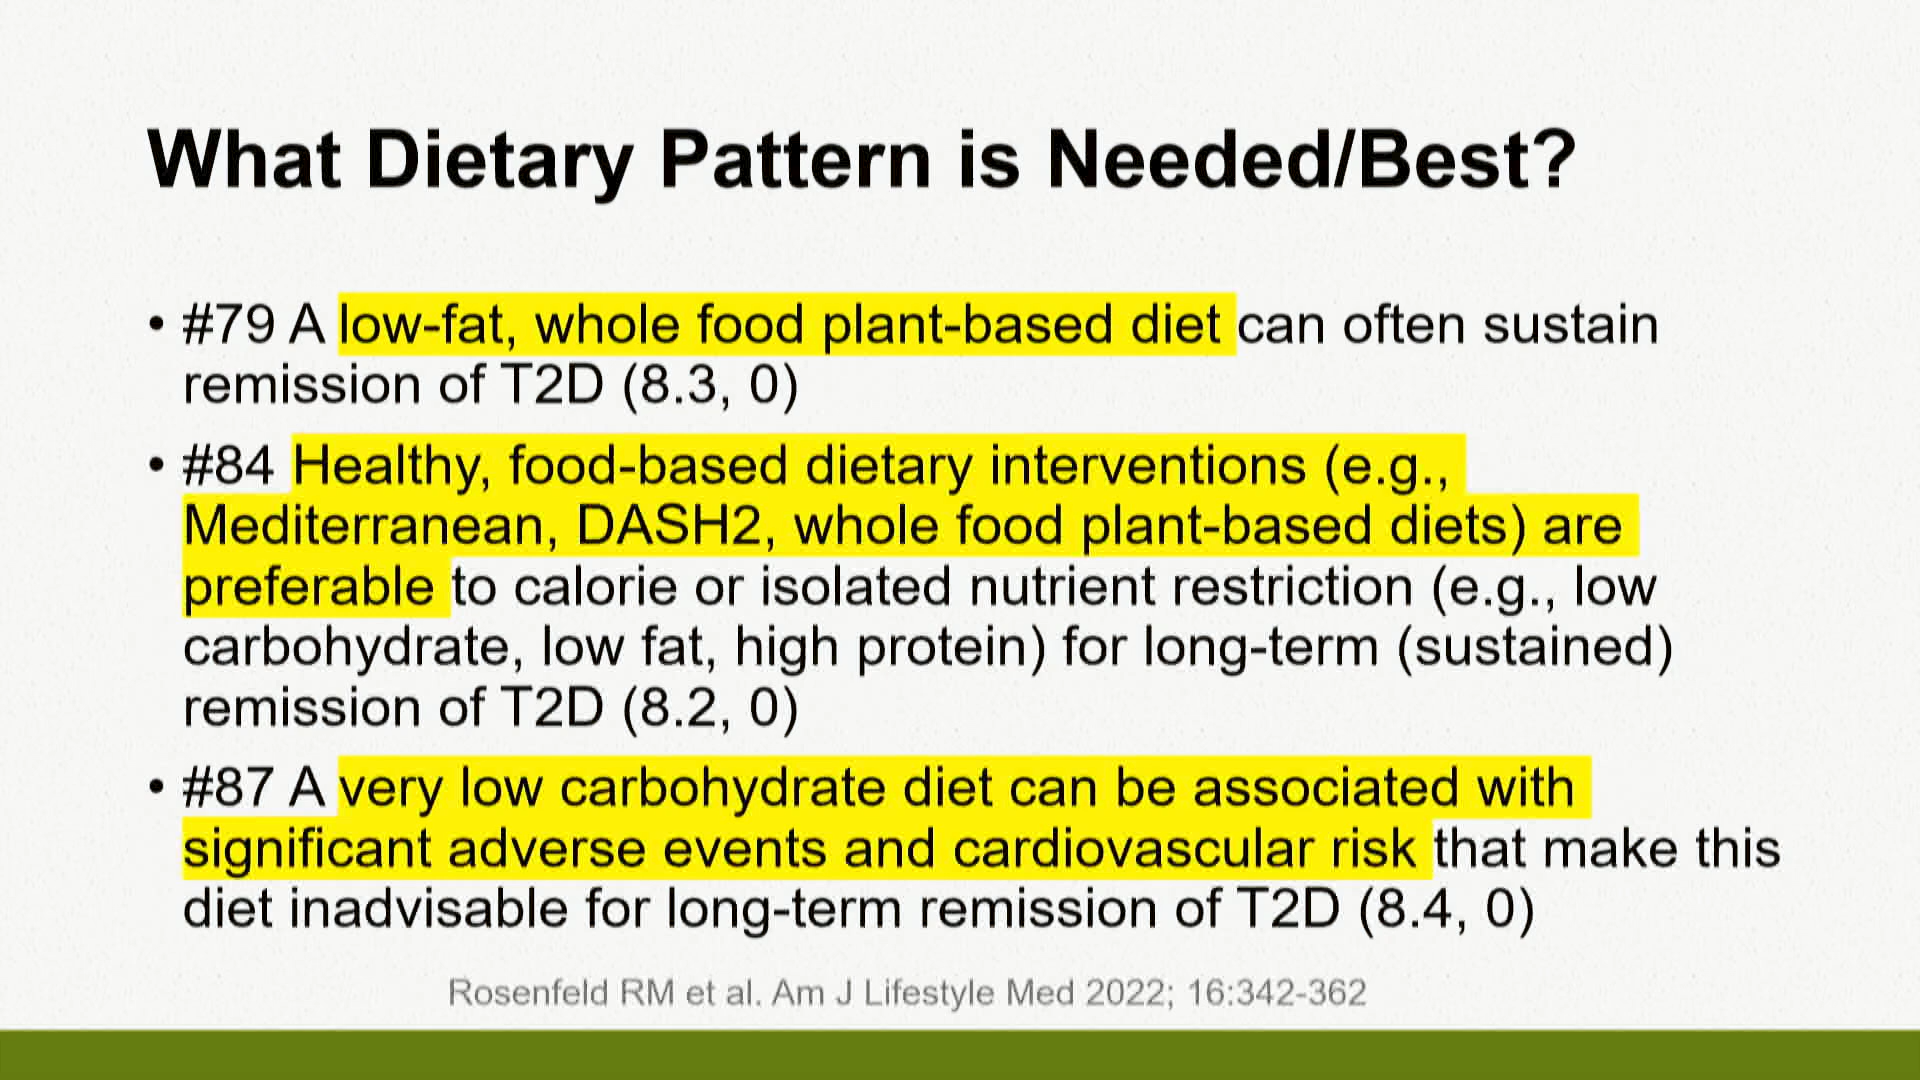 What Dietary Pattern is Needed/Best?
• #79 A low-fat, whole food plant-based diet can often sustain
remission of T2D (8.3, 0)
• #84 Healthy, food-based dietary interventions (e.g.,
Mediterranean, DASH2, whole food plant-based diets) are
preferable to calorie or isolated nutrient restriction (e.g., low
carbohydrate, low fat, high protein) for long-term (sustained)
remission of T2D (8.2, 0)
• #87 A very low carbohydrate diet can be associated with
significant adverse events and cardiovascular risk that make this
diet inadvisable for long-term remission of T2D (8.4, 0)
Rosenfeld RM et al. Am J Lifestyle Med 2022; 16:342-362